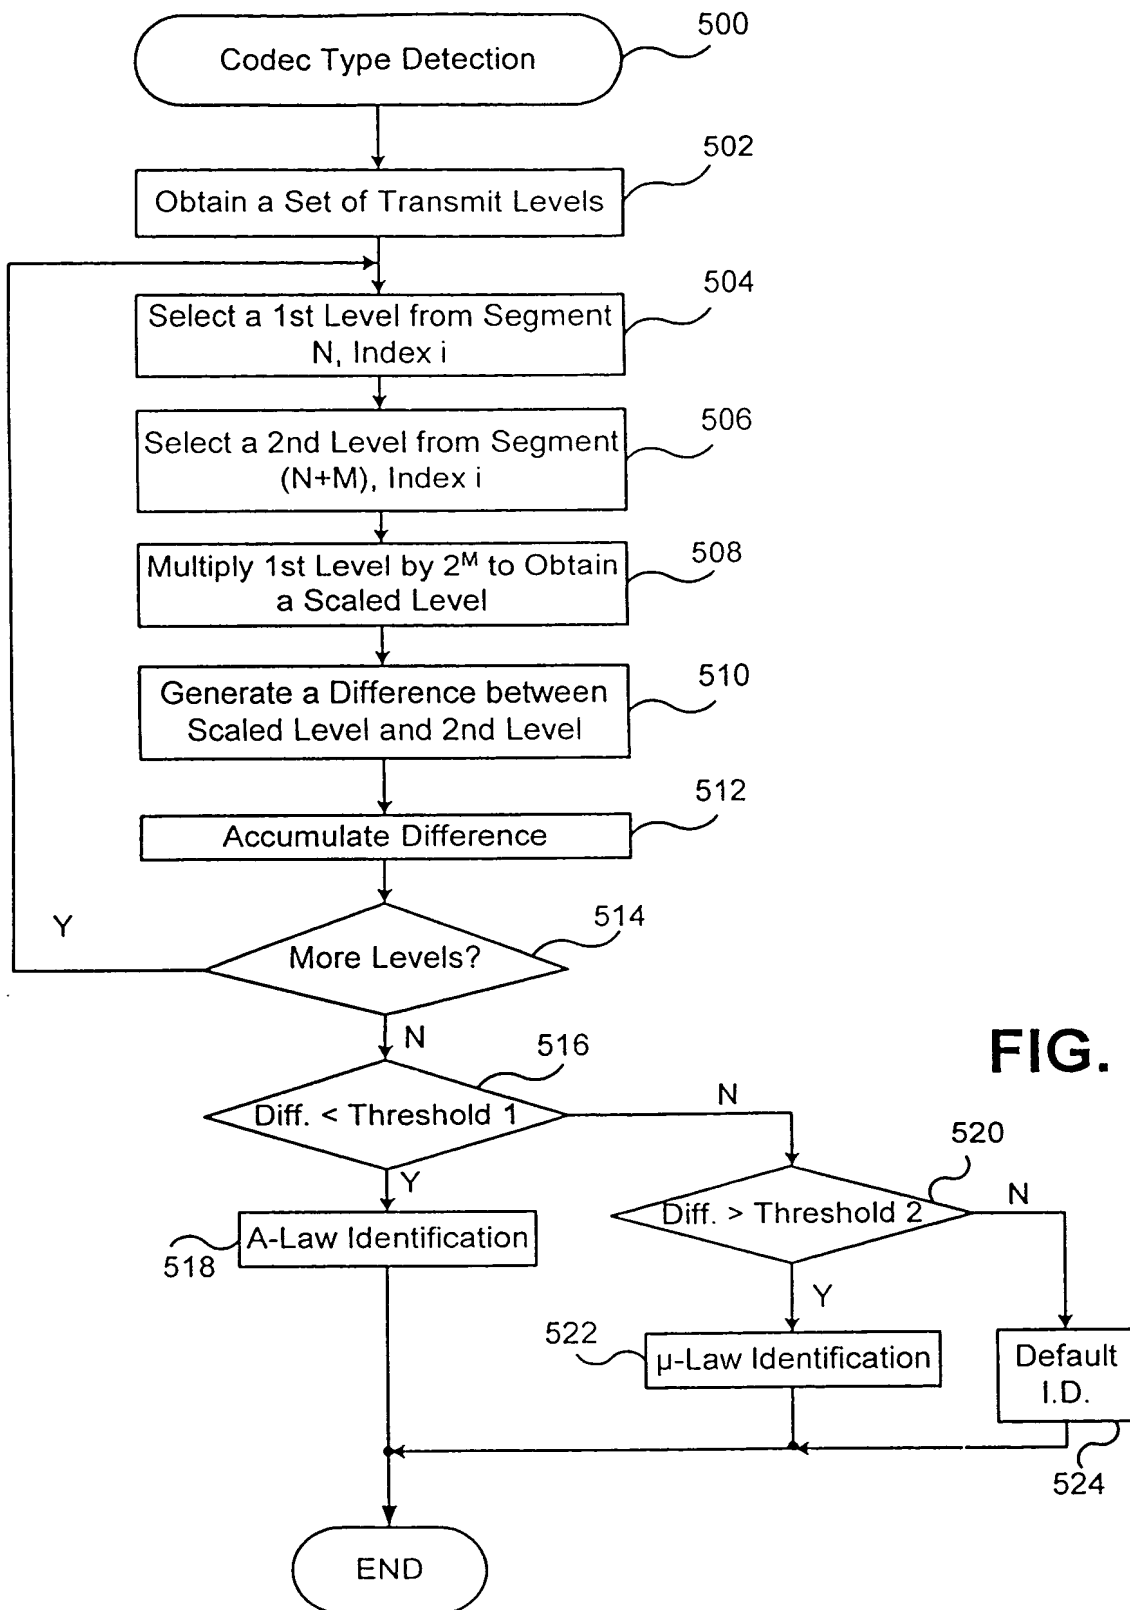 500
Codec Type Detection
502
Obtain a Set of Transmit Levels
504
Select a 1st Level from Segment
N, Index i
506
Select a 2nd Level from Segment
(N+M), Index i
508
Multiply 1st Level by 2ᴹ to Obtain
a Scaled Level
510
Generate a Difference between
Scaled Level and 2nd Level
512
Accumulate Difference
514
Y
More Levels?
N
FIG.
516
Diff. < Threshold 1
N
520
Y
Diff. > Threshold 2
N
A-Law Identification
518
Y
522
μ-Law Identification
Default
I.D.
524
END